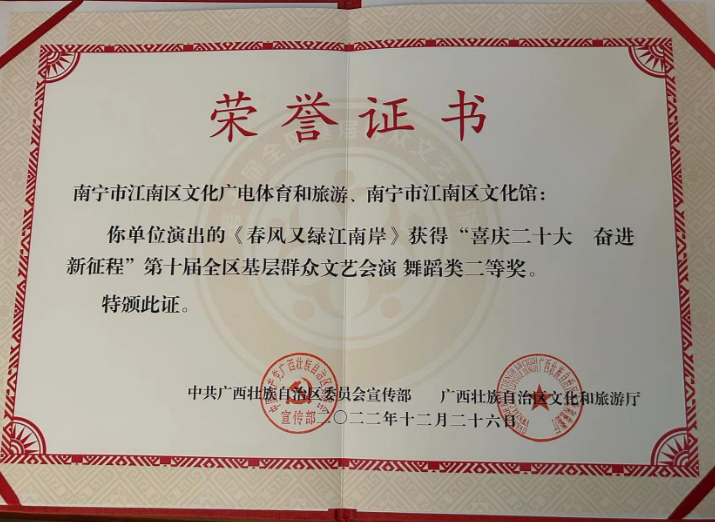 荣誉证书
南宁市江南区文化广电体育和旅游、南宁市江南区文化馆：
你单位演出的《春风又绿江南岸》获得“喜庆二十大 奋进
新征程”第十届全区基层群众文艺会演 舞蹈类二等奖。
特颁此证。
中共广西壮族自治区委员会宣传部 广西壮族自治区文化和旅游厅
宣传部
二〇二二年十二月二十六日